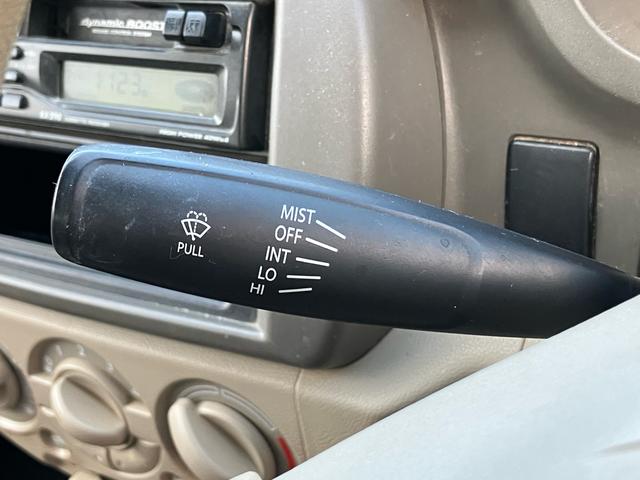 dynamic BOOST
MIST
OFF
INT
LO
HI
PULL